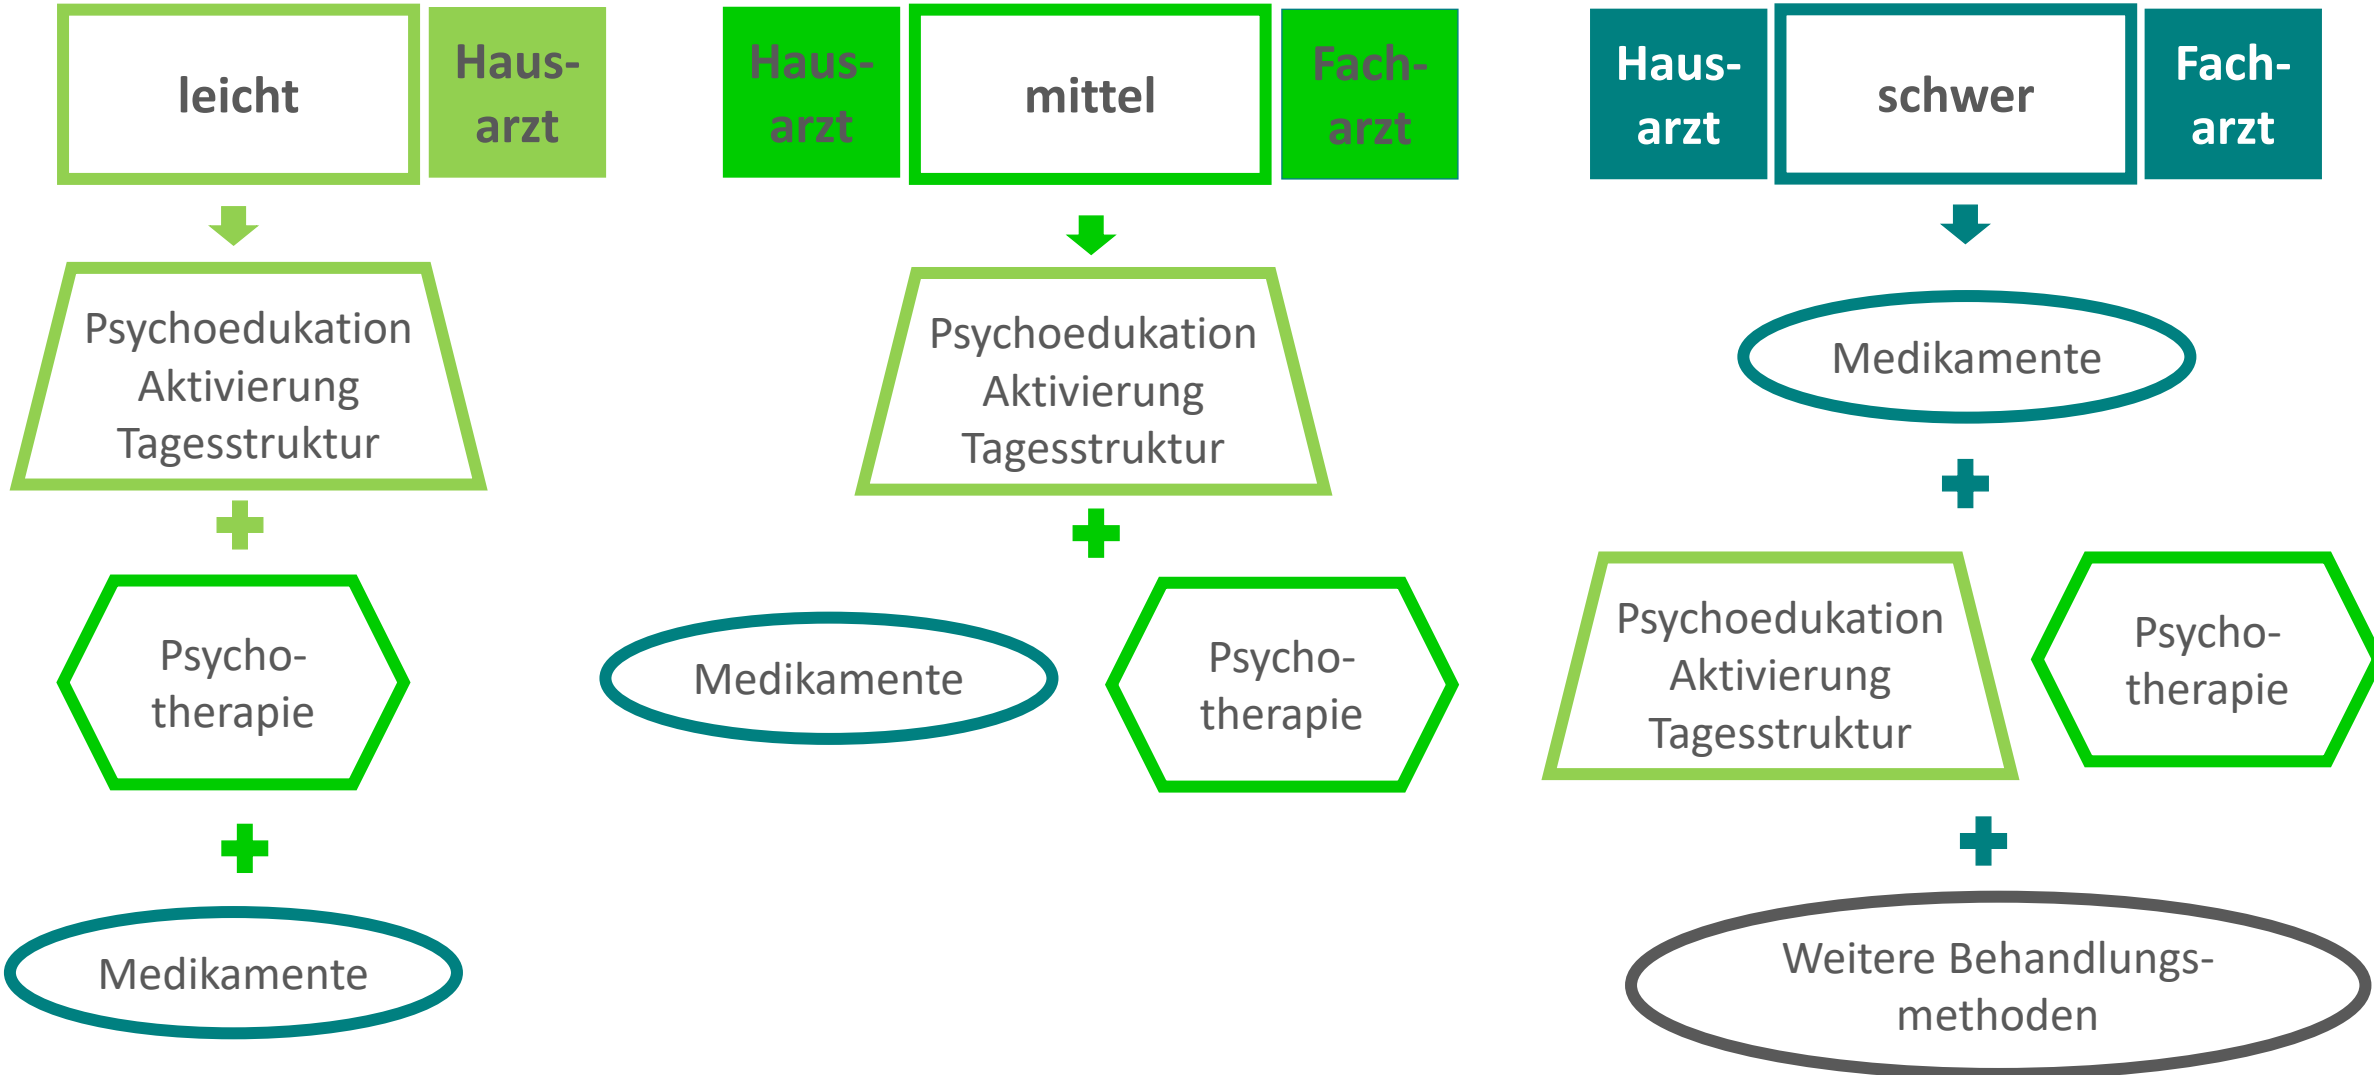 leicht
Haus-
arzt
Psychoedukation
Aktivierung
Tagesstruktur
Psycho-
therapie
Medikamente
Haus-
arzt
mittel
Fach-
arzt
Psychoedukation
Aktivierung
Tagesstruktur
Medikamente
Psycho-
therapie
Haus-
arzt
schwer
Fach-
arzt
Medikamente
Psychoedukation
Aktivierung
Tagesstruktur
Psycho-
therapie
Weitere Behandlungs-
methoden